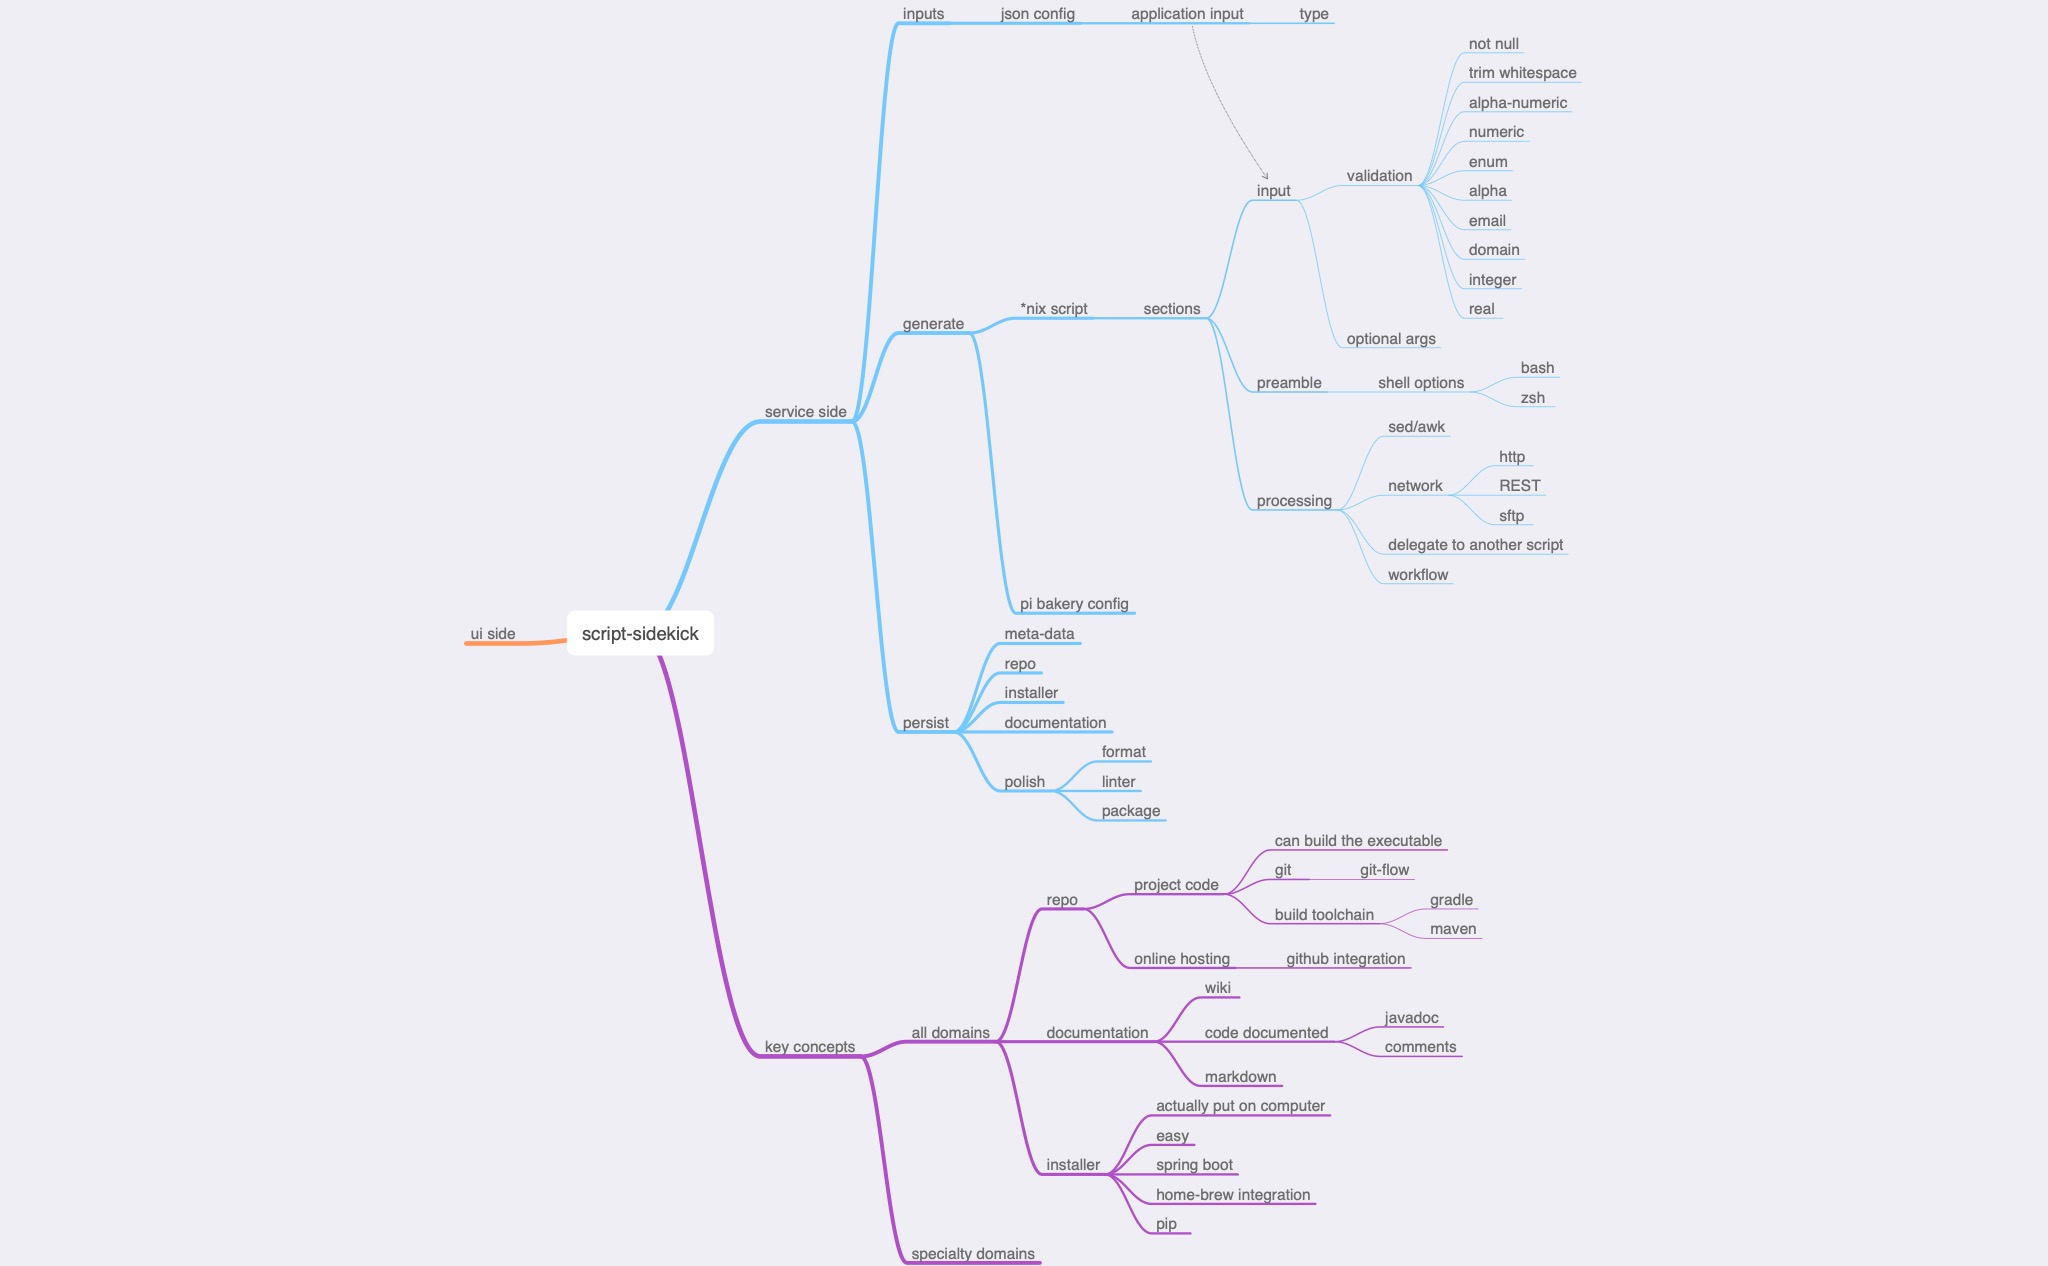 inputs
json config
application input
type
not null
trim whitespace
alpha-numeric
numeric
enum
validation
alpha
input
email
domain
integer
*nix script
sections
real
generate
optional args
bash
preamble
shell options
zsh
service side
sed/awk
http
network
REST
processing
sftp
delegate to another script
workflow
pi bakery config
ui side
script-sidekick
meta-data
repo
installer
persist
documentation
format
polish
linter
package
can build the executable
git
git-flow
project code
repo
gradle
build toolchain
maven
online hosting
github integration
wiki
javadoc
all domains
documentation
code documented
key concepts
comments
markdown
actually put on computer
easy
installer
spring boot
home-brew integration
pip
specialty domains